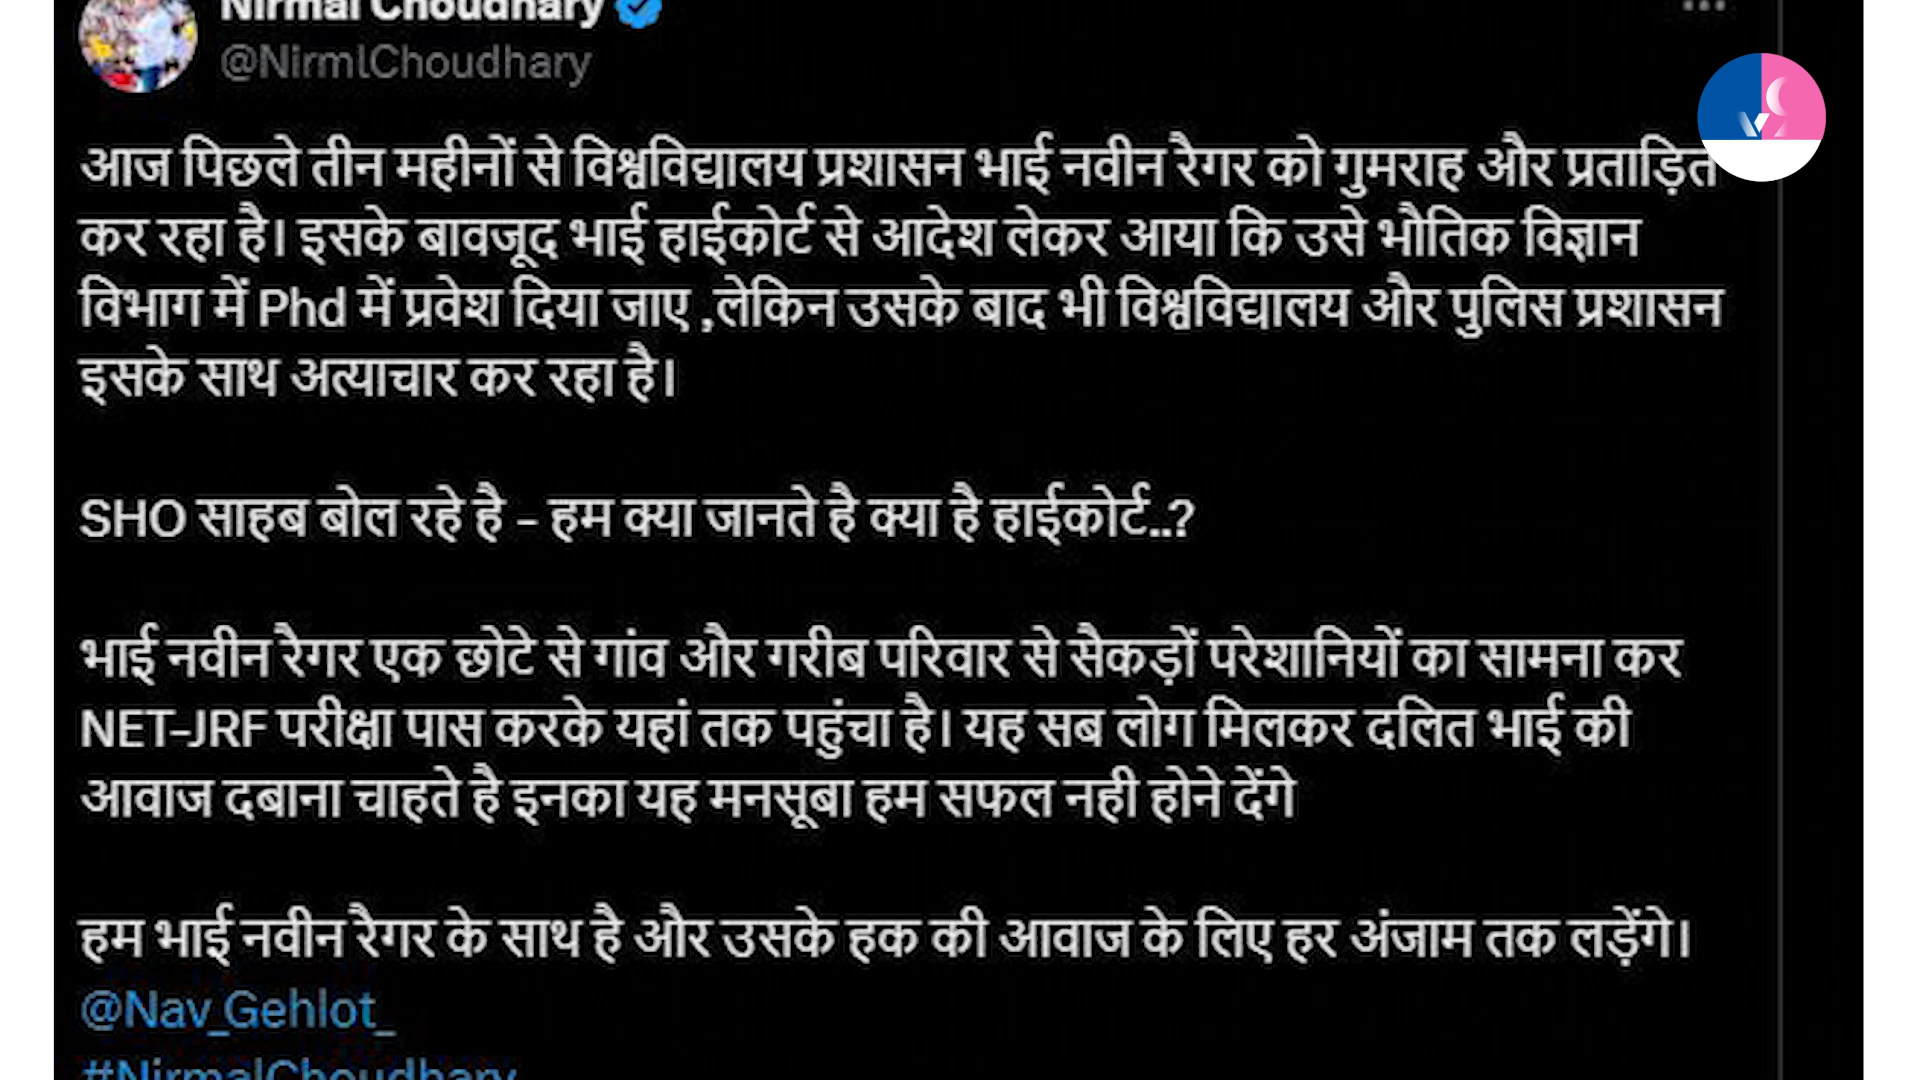 Nirmal Choudhary
@NirmlChoudhary
आज पिछले तीन महीनों से विश्वविद्यालय प्रशासन भाई नवीन रैगर को गुमराह और प्रताड़ित
कर रहा है। इसके बावजूद भाई हाईकोर्ट से आदेश लेकर आया कि उसे भौतिक विज्ञान
विभाग में Phd में प्रवेश दिया जाए ,लेकिन उसके बाद भी विश्वविद्यालय और पुलिस प्रशासन
इसके साथ अत्याचार कर रहा है।
SHO साहब बोल रहे है - हम क्या जानते है क्या है हाईकोर्ट..?
भाई नवीन रैगर एक छोटे से गांव और गरीब परिवार से सैकड़ों परेशानियों का सामना कर
NET-JRF परीक्षा पास करके यहां तक पहुंचा है। यह सब लोग मिलकर दलित भाई की
आवाज दबाना चाहते है इनका यह मनसूबा हम सफल नही होने देंगे
हम भाई नवीन रैगर के साथ है और उसके हक की आवाज के लिए हर अंजाम तक लड़ेंगे।
@Nav_Gehlot_
#NirmalChoudhary